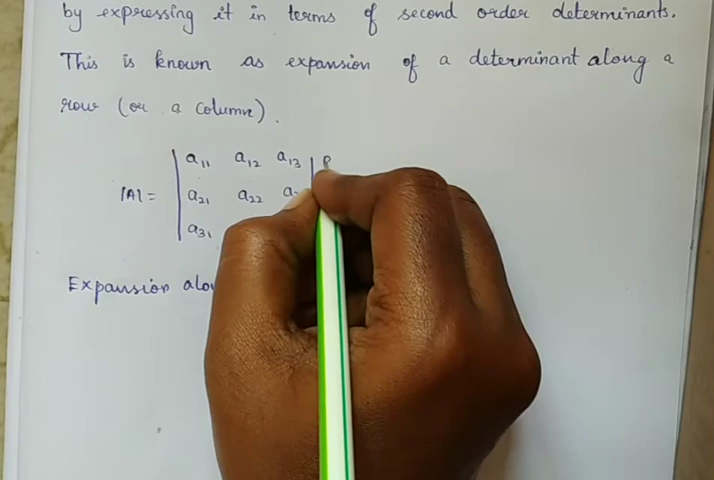 by expressing it in terms of second order determinants.
This is known as expansion of a determinant along a
row (or a column).
a₁₁ a₁₂ a₁₃
|A| = a₂₁ a₂₂
a₃₁
Expansion